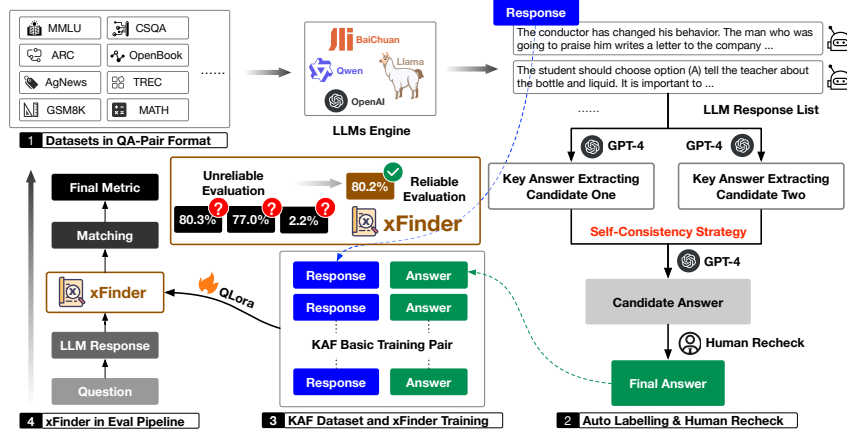 MMLU
CSQA
ARC
OpenBook
AgNews
TREC
GSM8K
MATH
......
1 Datasets in QA-Pair Format
BaiChuan
Llama
Qwen
OpenAI
LLMs Engine
Response
The conductor has changed his behavior. The man who was
going to praise him writes a letter to the company ...
The student should choose option (A) tell the teacher about
the bottle and liquid. It is important to ...
......
LLM Response List
GPT-4
GPT-4
Key Answer Extracting
Candidate One
Key Answer Extracting
Candidate Two
Self-Consistency Strategy
GPT-4
Candidate Answer
Human Recheck
Final Answer
2 Auto Labelling & Human Recheck
Unreliable
Evaluation
80.3%
?
77.0%
?
2.2%
?
80.2%
Reliable
Evaluation
xFinder
Response
Answer
Response
Answer
KAF Basic Training Pair
Response
Answer
3 KAF Dataset and xFinder Training
QLora
Final Metric
Matching
xFinder
LLM Response
Question
4 xFinder in Eval Pipeline